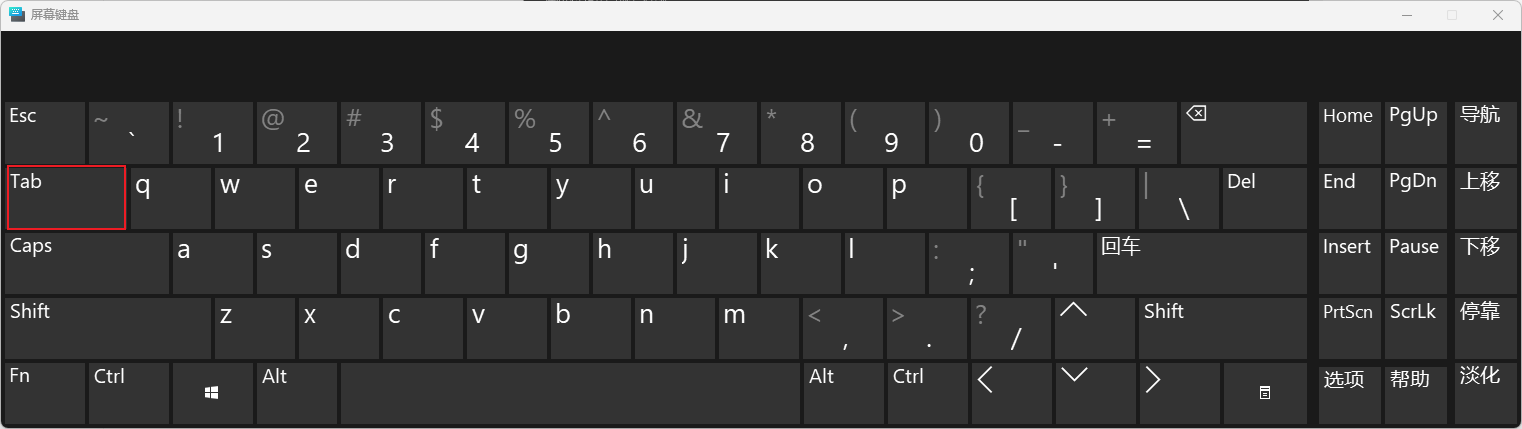 屏幕键盘
Esc ~ ` ! 1 @ 2 # 3 $ 4 % 5 ^ 6 & 7 * 8 ( 9 ) 0 _ - + = Home PgUp 导航
Tab q w e r t y u i o p { [ } ] | \ Del End PgDn 上移
Caps a s d f g h j k l : ; " ' 回车 Insert Pause 下移
Shift z x c v b n m < , > . ? / Shift PrtScn ScrLk 停靠
Fn Ctrl Alt Alt Ctrl 选项 帮助 淡化